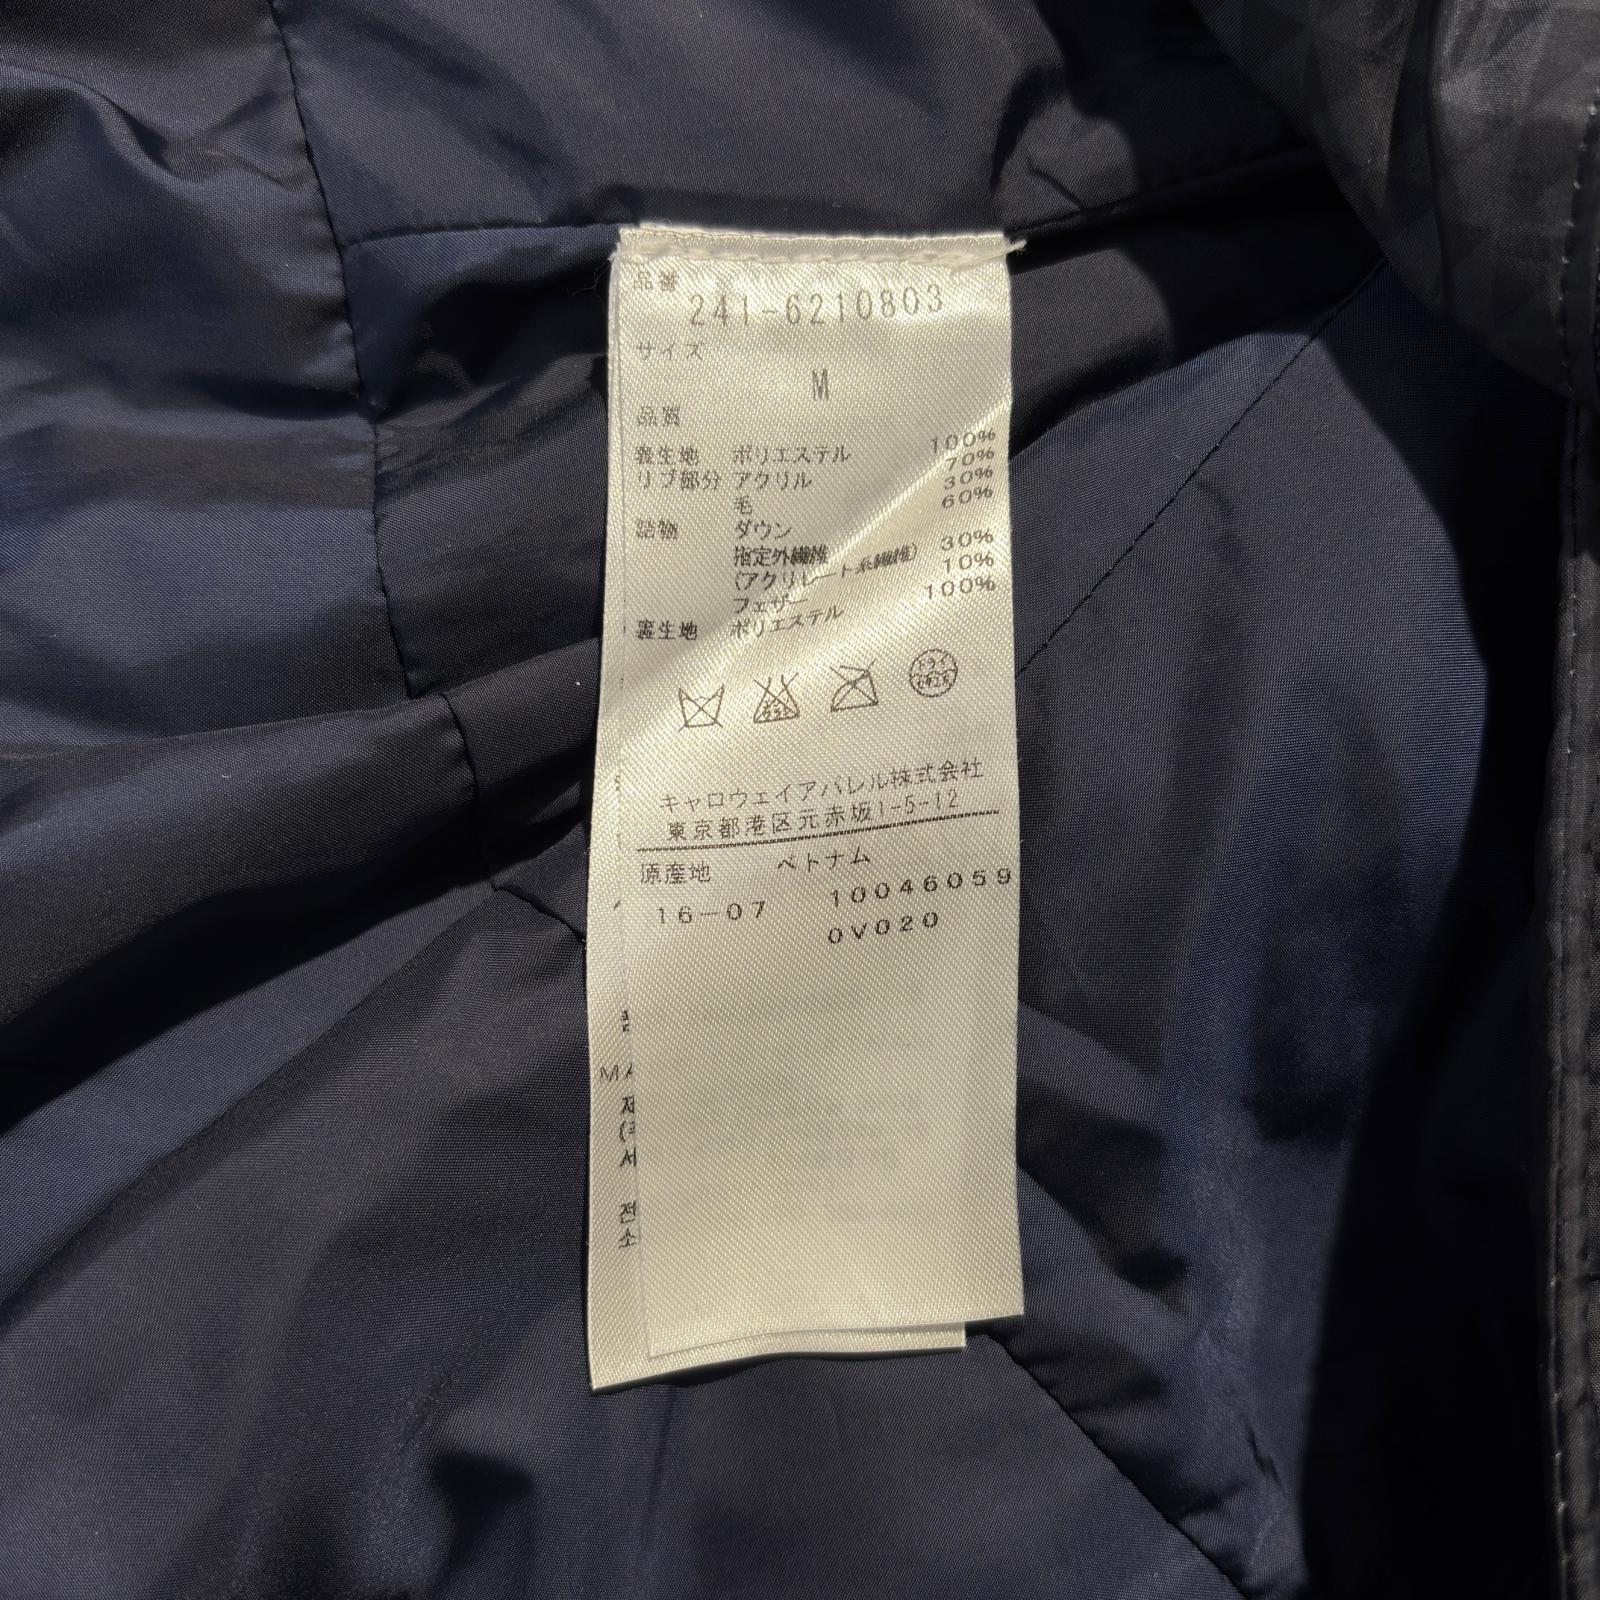 品番
241-6210803
サイズ
M
品質
表生地 ポリエステル 100%
リブ部分 アクリル 70%
毛 30%
詰物 ダウン 60%
指定外繊維
(アクリレート系繊維) 30%
フェザー 10%
裏生地 ポリエステル 100%
ドライ
キャロウェイアパレル株式会社
東京都港区元赤坂1-5-12
原産地 ベトナム
16-07 10046059
0V020
M
전
소